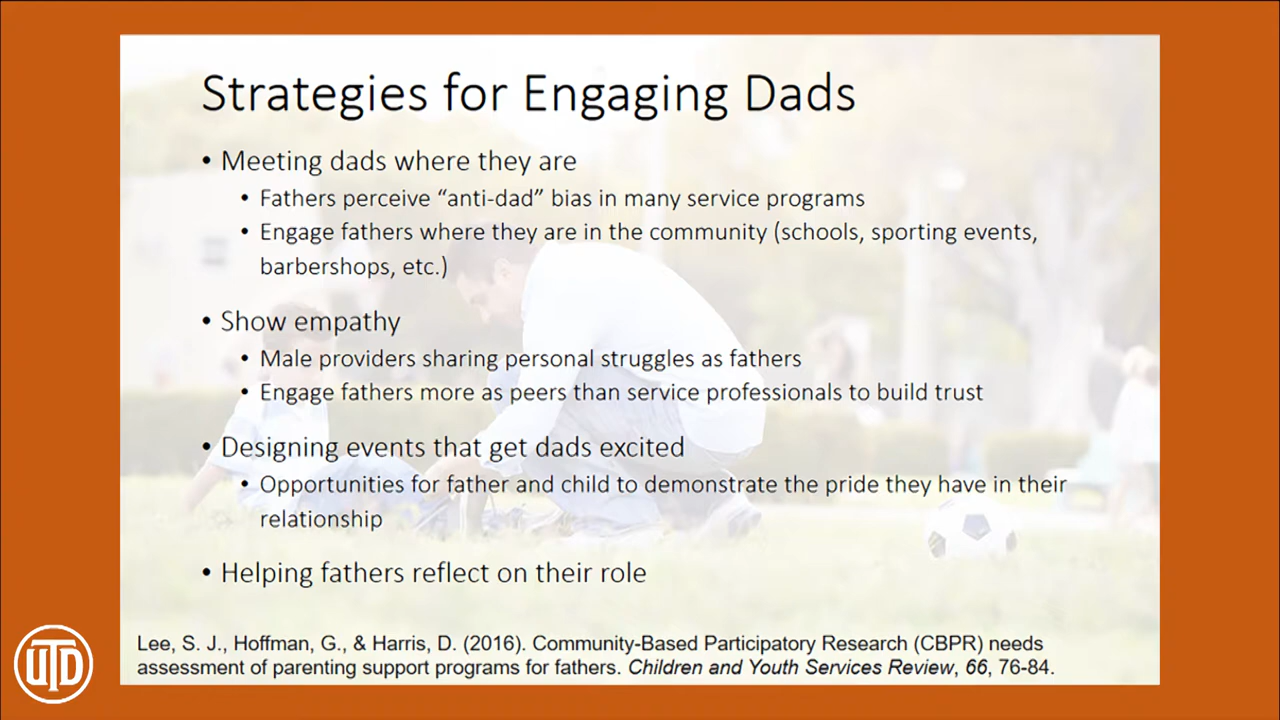 Strategies for Engaging Dads
• Meeting dads where they are
• Fathers perceive “anti-dad” bias in many service programs
• Engage fathers where they are in the community (schools, sporting events,
barbershops, etc.)
• Show empathy
• Male providers sharing personal struggles as fathers
• Engage fathers more as peers than service professionals to build trust
• Designing events that get dads excited
• Opportunities for father and child to demonstrate the pride they have in their
relationship
• Helping fathers reflect on their role
Lee, S. J., Hoffman, G., & Harris, D. (2016). Community-Based Participatory Research (CBPR) needs
assessment of parenting support programs for fathers. Children and Youth Services Review, 66, 76-84.
UTD